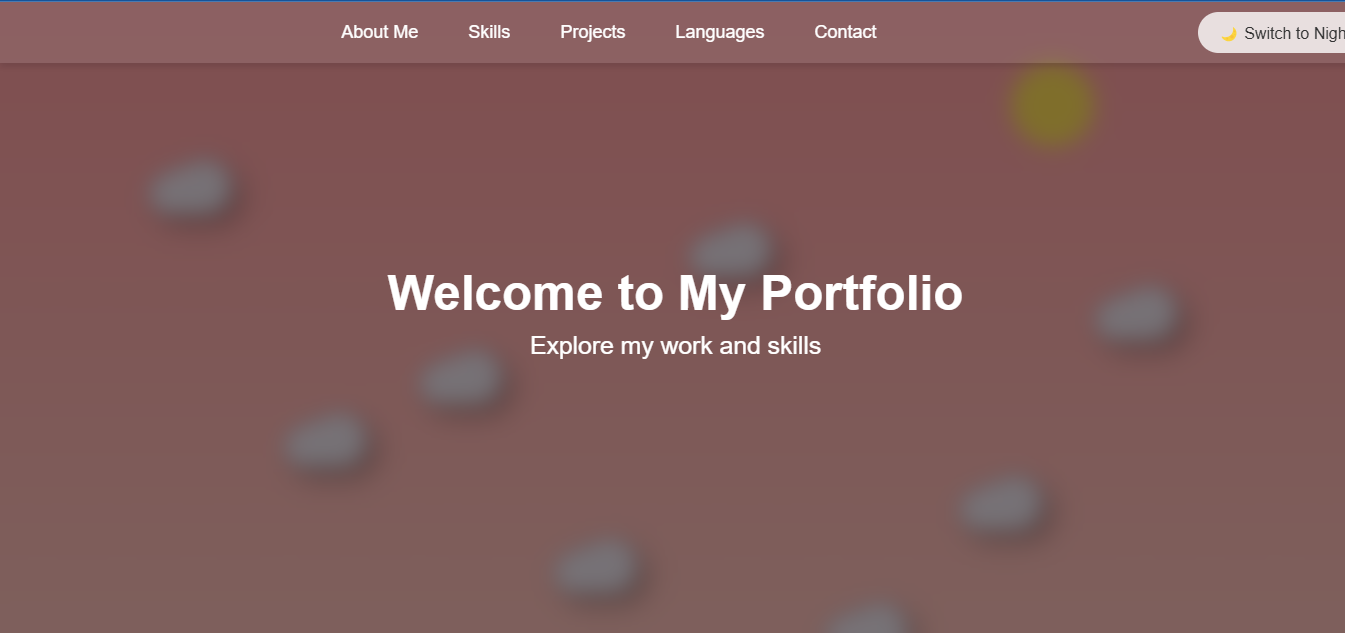 About Me Skills Projects Languages Contact 🌙 Switch to Nigh
Welcome to My Portfolio
Explore my work and skills